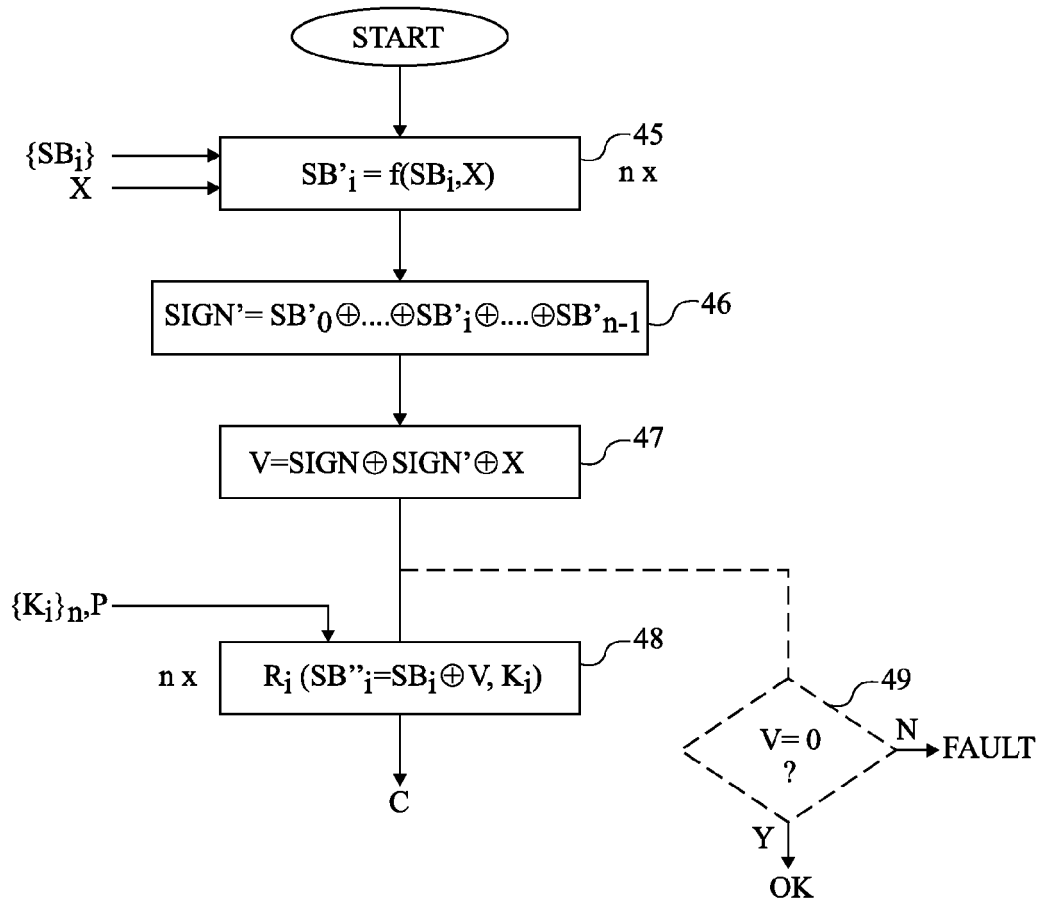 START
{SBi}
X
SB’i = f(SBi,X)
45
n x
SIGN’= SB’0⊕....⊕SB’i⊕....⊕SB’n-1
46
V=SIGN⊕SIGN’⊕X
47
{Ki}n,P
n x
Ri (SB”i=SBi⊕V, Ki)
48
C
49
V= 0
?
N
FAULT
Y
OK